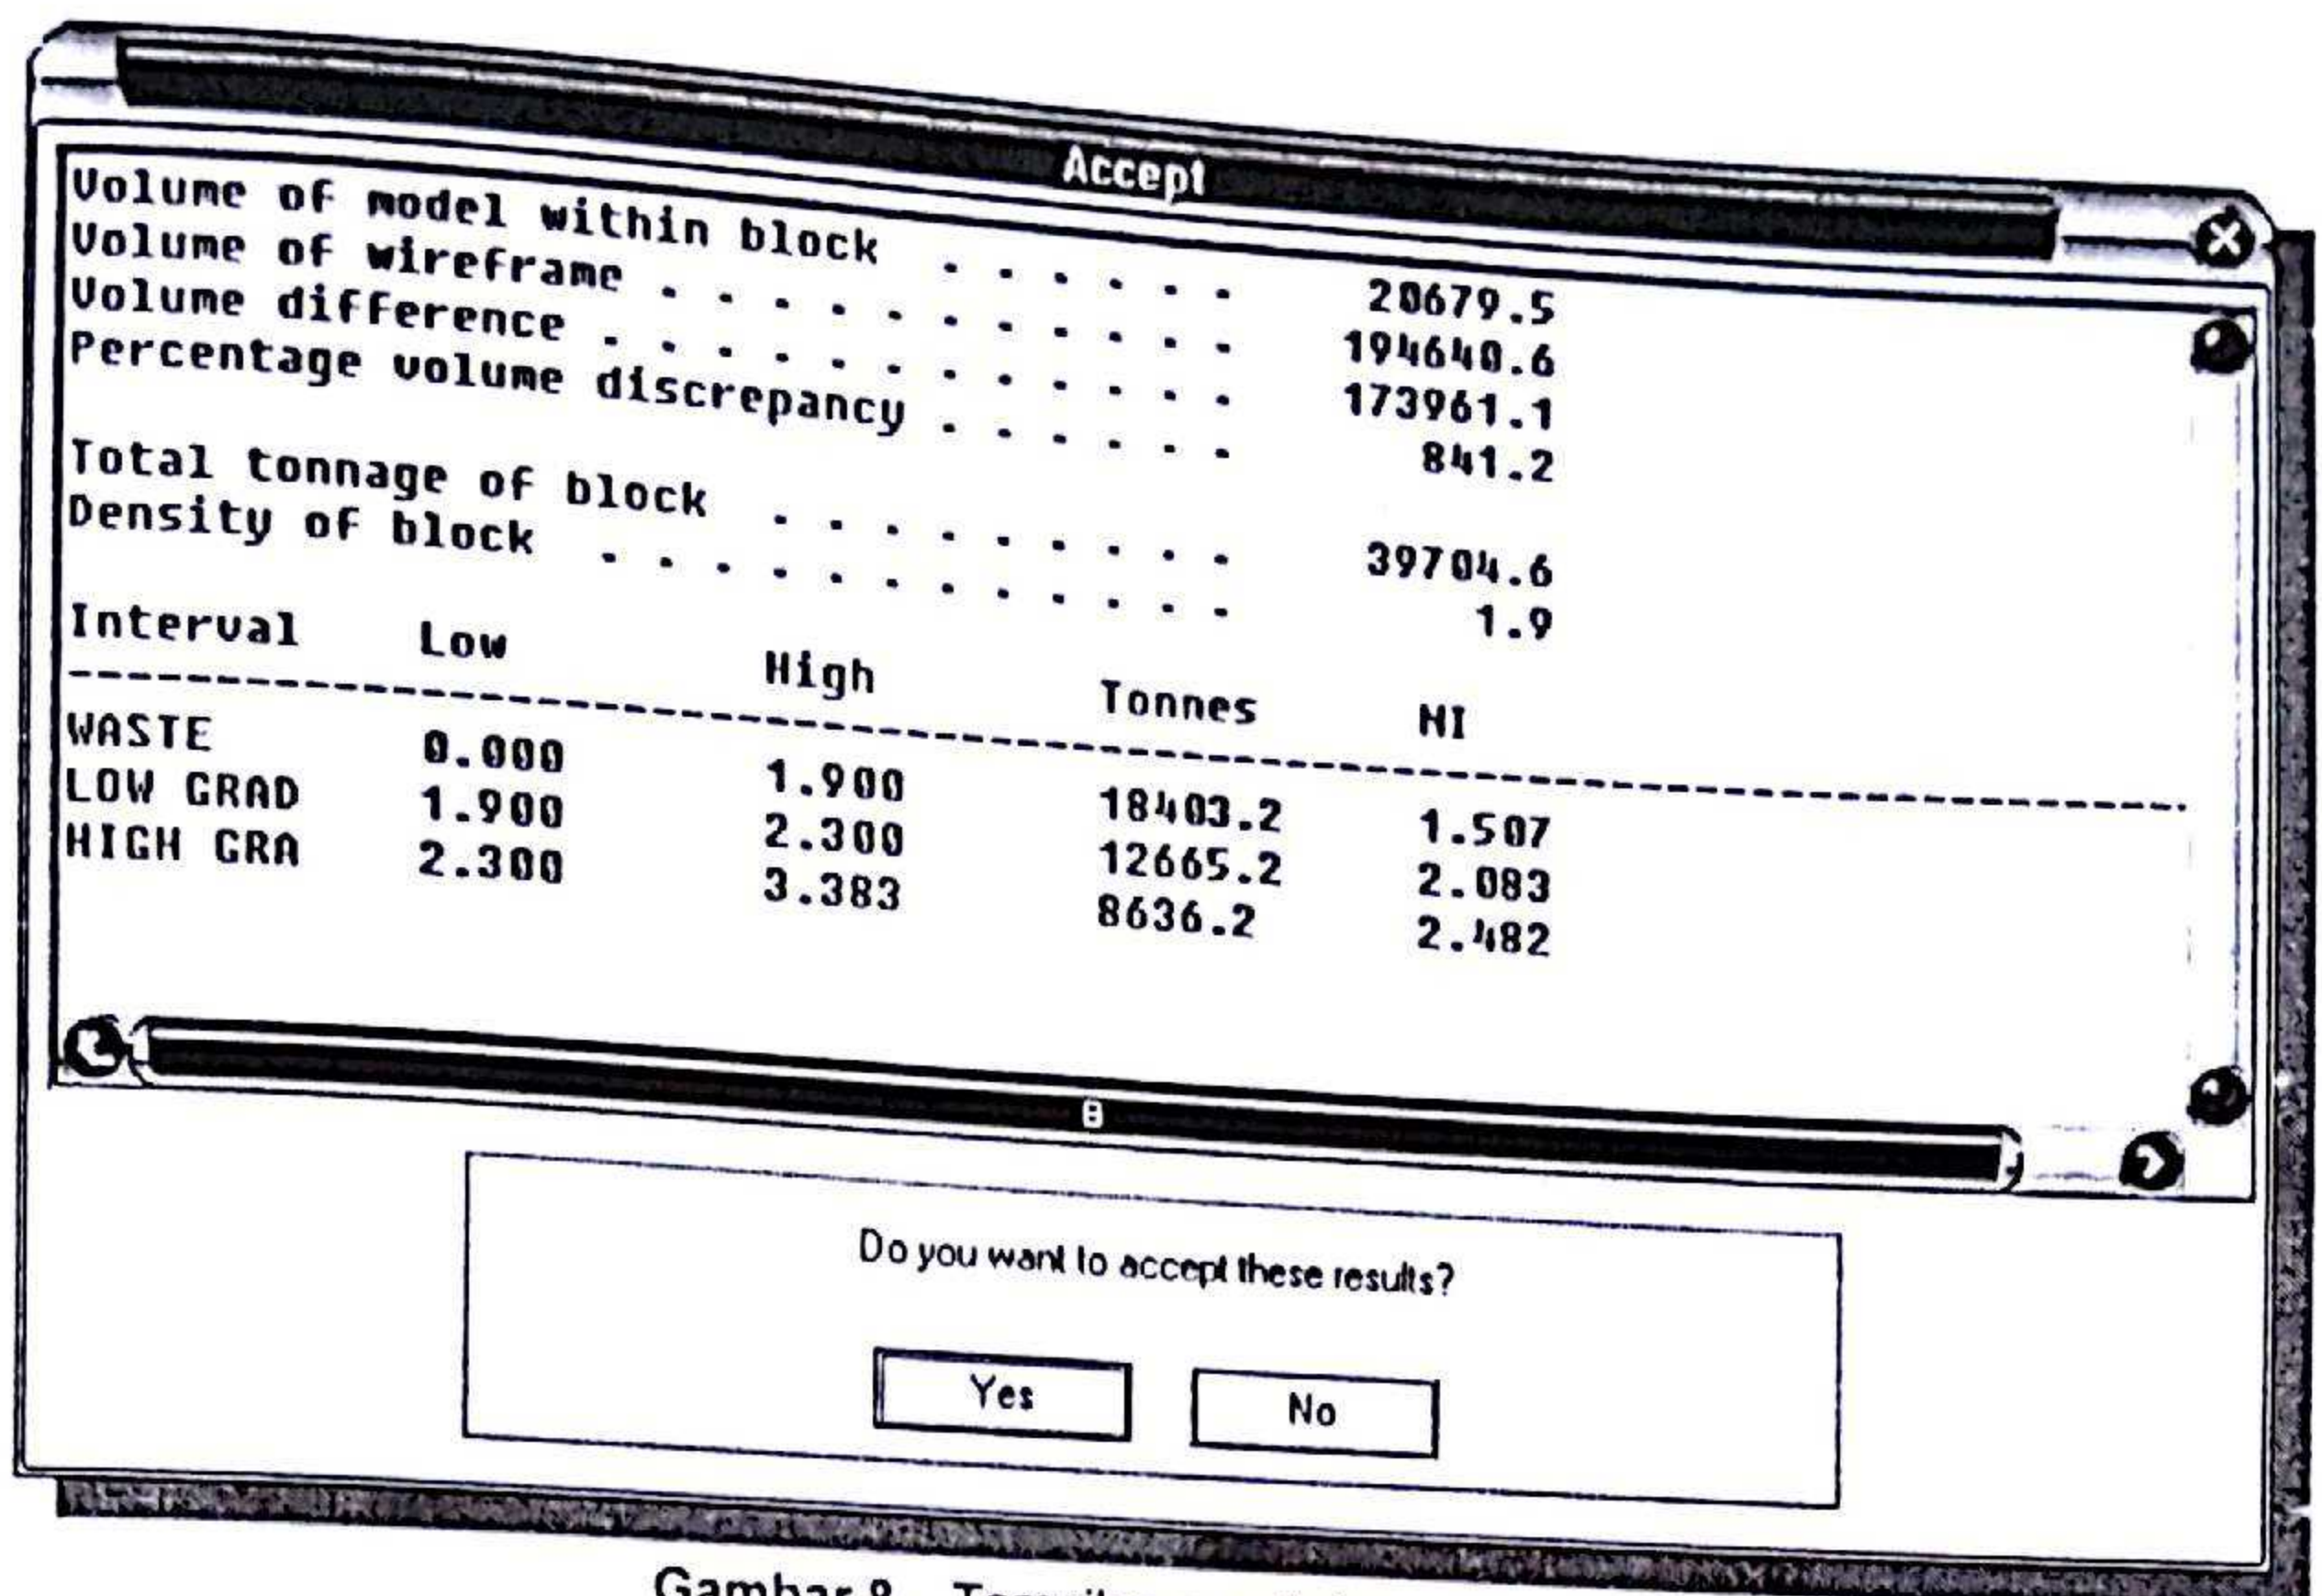 Accept
Volume of model within block . . . . . . 20679.5
Volume of wireframe . . . . . . . . . . . 194640.6
Volume difference . . . . . . . . . . . . 173961.1
Percentage volume discrepancy . . . . . . 841.2
Total tonnage of block . . . . . . . . . 39704.6
Density of block . . . . . . . . . . . . 1.9
Interval Low High Tonnes NI
WASTE 0.000 1.900 18403.2 1.507
LOW GRAD 1.900 2.300 12665.2 2.083
HIGH GRA 2.300 3.383 8636.2 2.482
Do you want to accept these results?
Yes No
Gambar 8